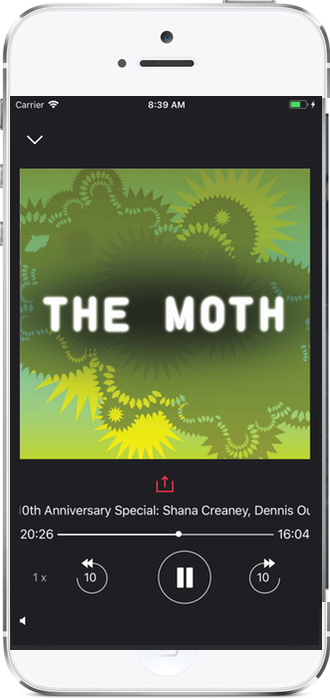 Carrier 8:39 AM
THE MOTH
0th Anniversary Special: Shana Creaney, Dennis Ou
20:26 16:04
1 x 10 10